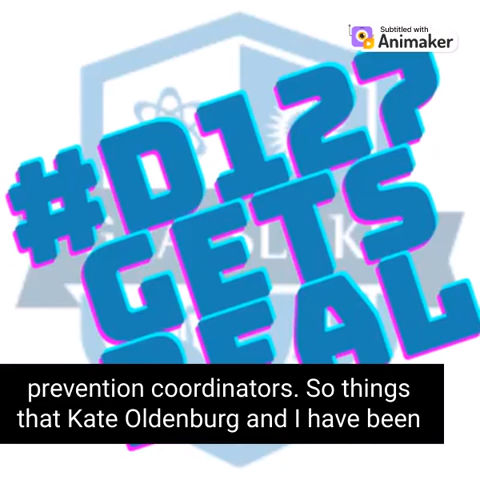 Subtitled with
Animaker
#D127
GETS
REAL
prevention coordinators. So things
that Kate Oldenburg and I have been